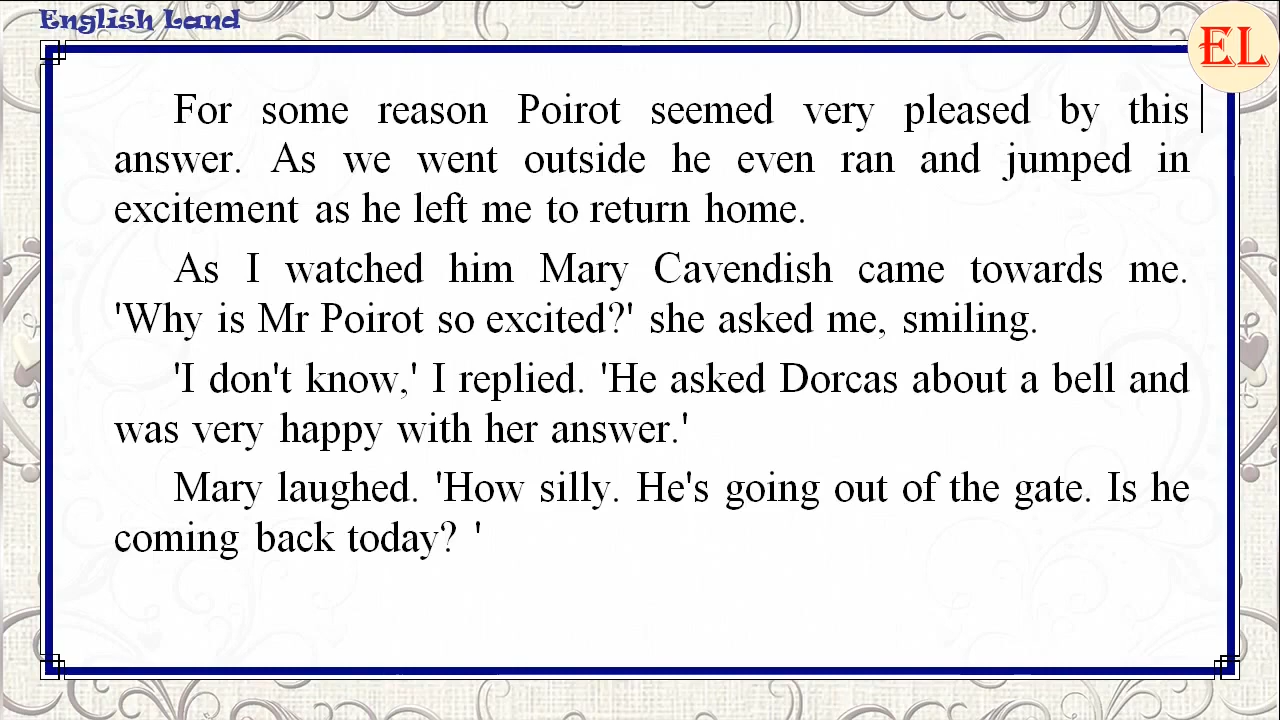 English Land
EL
For some reason Poirot seemed very pleased by this
answer. As we went outside he even ran and jumped in
excitement as he left me to return home.
As I watched him Mary Cavendish came towards me.
'Why is Mr Poirot so excited?' she asked me, smiling.
'I don't know,' I replied. 'He asked Dorcas about a bell and
was very happy with her answer.'
Mary laughed. 'How silly. He's going out of the gate. Is he
coming back today? '